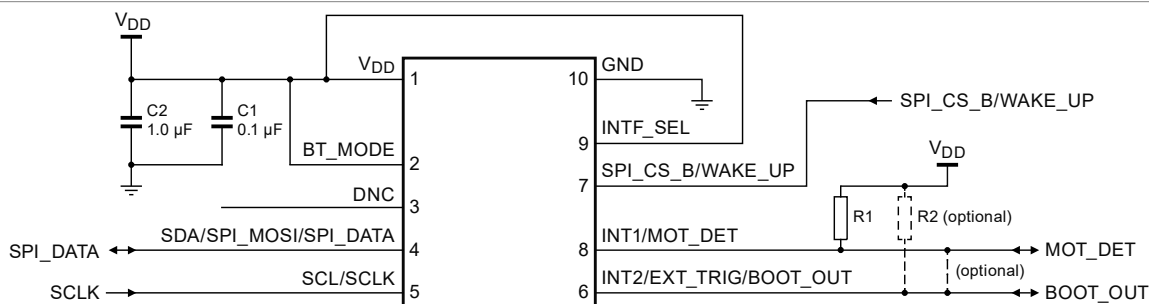 VDD
VDD
1
10
GND
C2
1.0 µF
C1
0.1 µF
SPI_CS_B/WAKE_UP
INTF_SEL
9
BT_MODE
2
SPI_CS_B/WAKE_UP
7
VDD
DNC
3
R1
R2 (optional)
SPI_DATA
SDA/SPI_MOSI/SPI_DATA
4
INT1/MOT_DET
8
MOT_DET
(optional)
SCLK
SCL/SCLK
5
INT2/EXT_TRIG/BOOT_OUT
6
BOOT_OUT